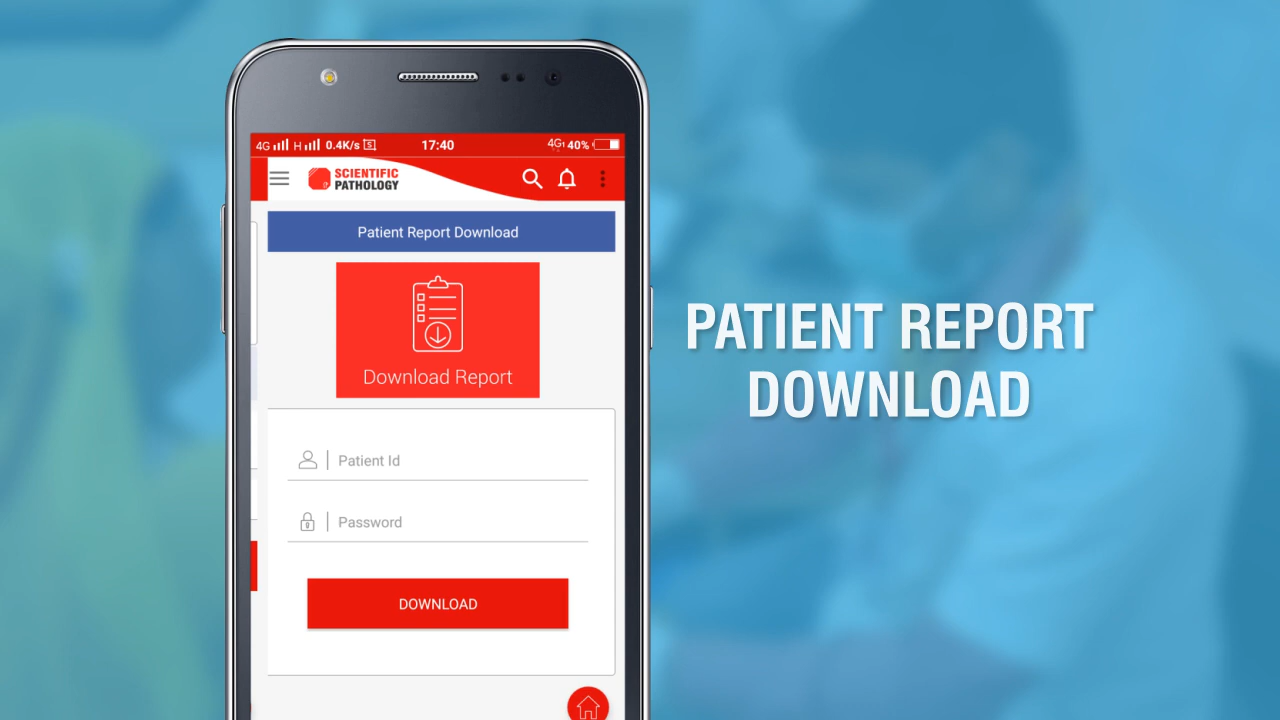 4G H 0.4K/s S 17:40 4G 40%
SCIENTIFIC
PATHOLOGY
Patient Report Download
Download Report
Patient Id
Password
DOWNLOAD
PATIENT REPORT
DOWNLOAD